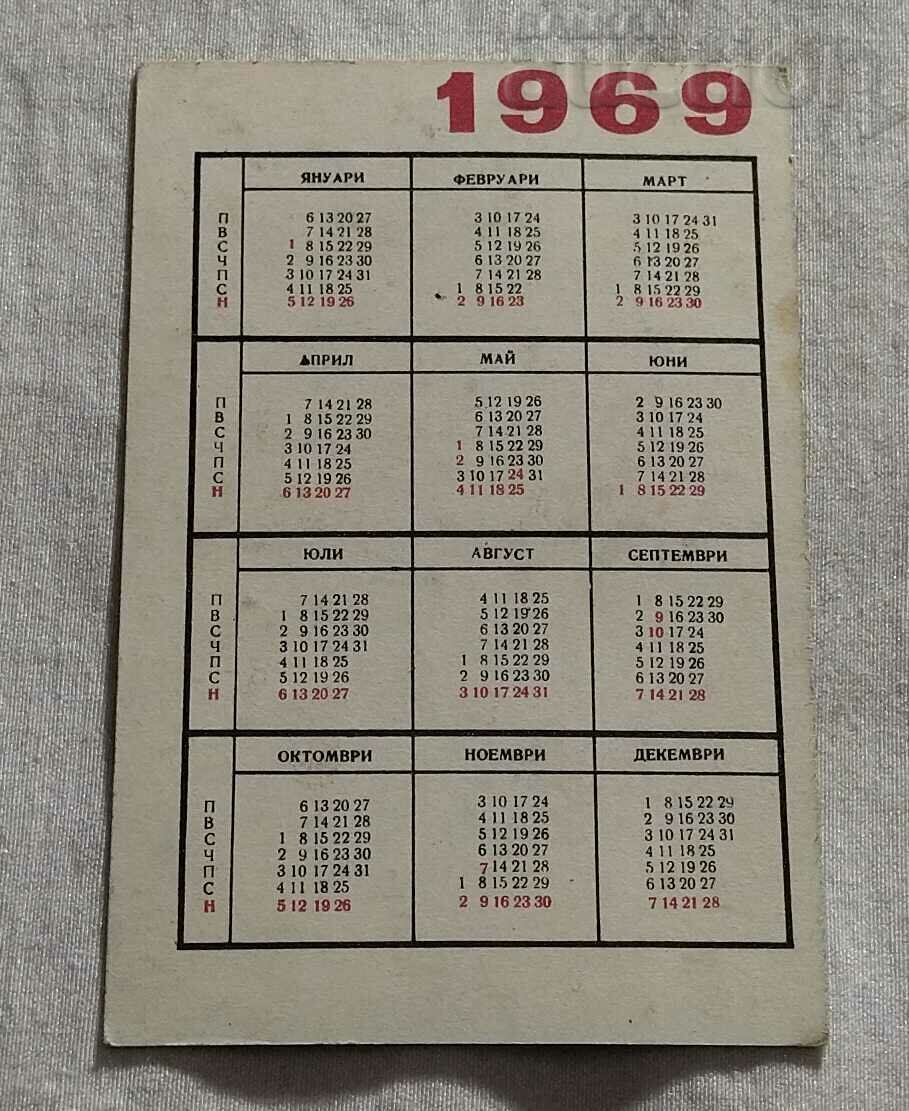 1969
ЯНУАРИ ФЕВРУАРИ МАРТ
П 6 13 20 27 3 10 17 24 3 10 17 24 31
В 7 14 21 28 4 11 18 25 4 11 18 25
С 1 8 15 22 29 5 12 19 26 5 12 19 26
Ч 2 9 16 23 30 6 13 20 27 6 13 20 27
П 3 10 17 24 31 7 14 21 28 7 14 21 28
С 4 11 18 25 1 8 15 22 1 8 15 22 29
Н 5 12 19 26 2 9 16 23 2 9 16 23 30
АПРИЛ МАЙ ЮНИ
П 7 14 21 28 5 12 19 26 2 9 16 23 30
В 1 8 15 22 29 6 13 20 27 3 10 17 24
С 2 9 16 23 30 7 14 21 28 4 11 18 25
Ч 3 10 17 24 1 8 15 22 29 5 12 19 26
П 4 11 18 25 2 9 16 23 30 6 13 20 27
С 5 12 19 26 3 10 17 24 31 7 14 21 28
Н 6 13 20 27 4 11 18 25 1 8 15 22 29
ЮЛИ АВГУСТ СЕПТЕМВРИ
П 7 14 21 28 4 11 18 25 1 8 15 22 29
В 1 8 15 22 29 5 12 19 26 2 9 16 23 30
С 2 9 16 23 30 6 13 20 27 3 10 17 24
Ч 3 10 17 24 31 7 14 21 28 4 11 18 25
П 4 11 18 25 1 8 15 22 29 5 12 19 26
С 5 12 19 26 2 9 16 23 30 6 13 20 27
Н 6 13 20 27 3 10 17 24 31 7 14 21 28
ОКТОМВРИ НОЕМВРИ ДЕКЕМВРИ
П 6 13 20 27 3 10 17 24 1 8 15 22 29
В 7 14 21 28 4 11 18 25 2 9 16 23 30
С 1 8 15 22 29 5 12 19 26 3 10 17 24 31
Ч 2 9 16 23 30 6 13 20 27 4 11 18 25
П 3 10 17 24 31 7 14 21 28 5 12 19 26
С 4 11 18 25 1 8 15 22 29 6 13 20 27
Н 5 12 19 26 2 9 16 23 30 7 14 21 28